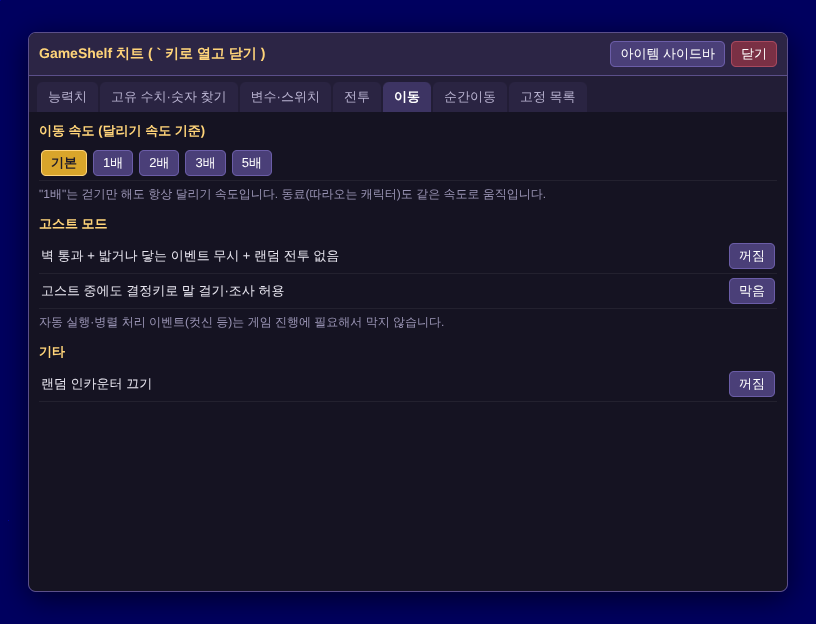 GameShelf 치트 ( ` 키로 열고 닫기 )
아이템 사이드바
닫기
능력치
고유 수치·숫자 찾기
변수·스위치
전투
이동
순간이동
고정 목록
이동 속도 (달리기 속도 기준)
기본
1배
2배
3배
5배
"1배"는 걷기만 해도 항상 달리기 속도입니다. 동료(따라오는 캐릭터)도 같은 속도로 움직입니다.
고스트 모드
벽 통과 + 밟거나 닿는 이벤트 무시 + 랜덤 전투 없음
꺼짐
고스트 중에도 결정키로 말 걸기·조사 허용
막음
자동 실행·병렬 처리 이벤트(컷신 등)는 게임 진행에 필요해서 막지 않습니다.
기타
랜덤 인카운터 끄기
꺼짐